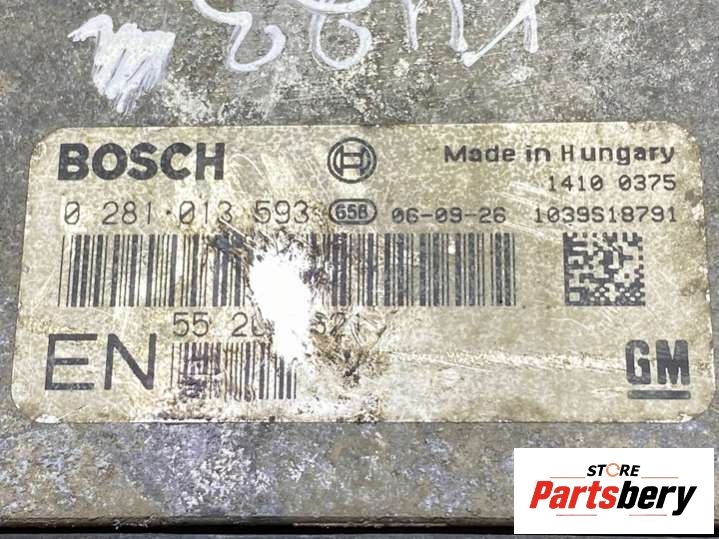 BOSCH
Made in Hungary
1410 0375
0 281 013 593 65B 06-09-26 1039S18791
55
EN
GM
STORE
Partsbery